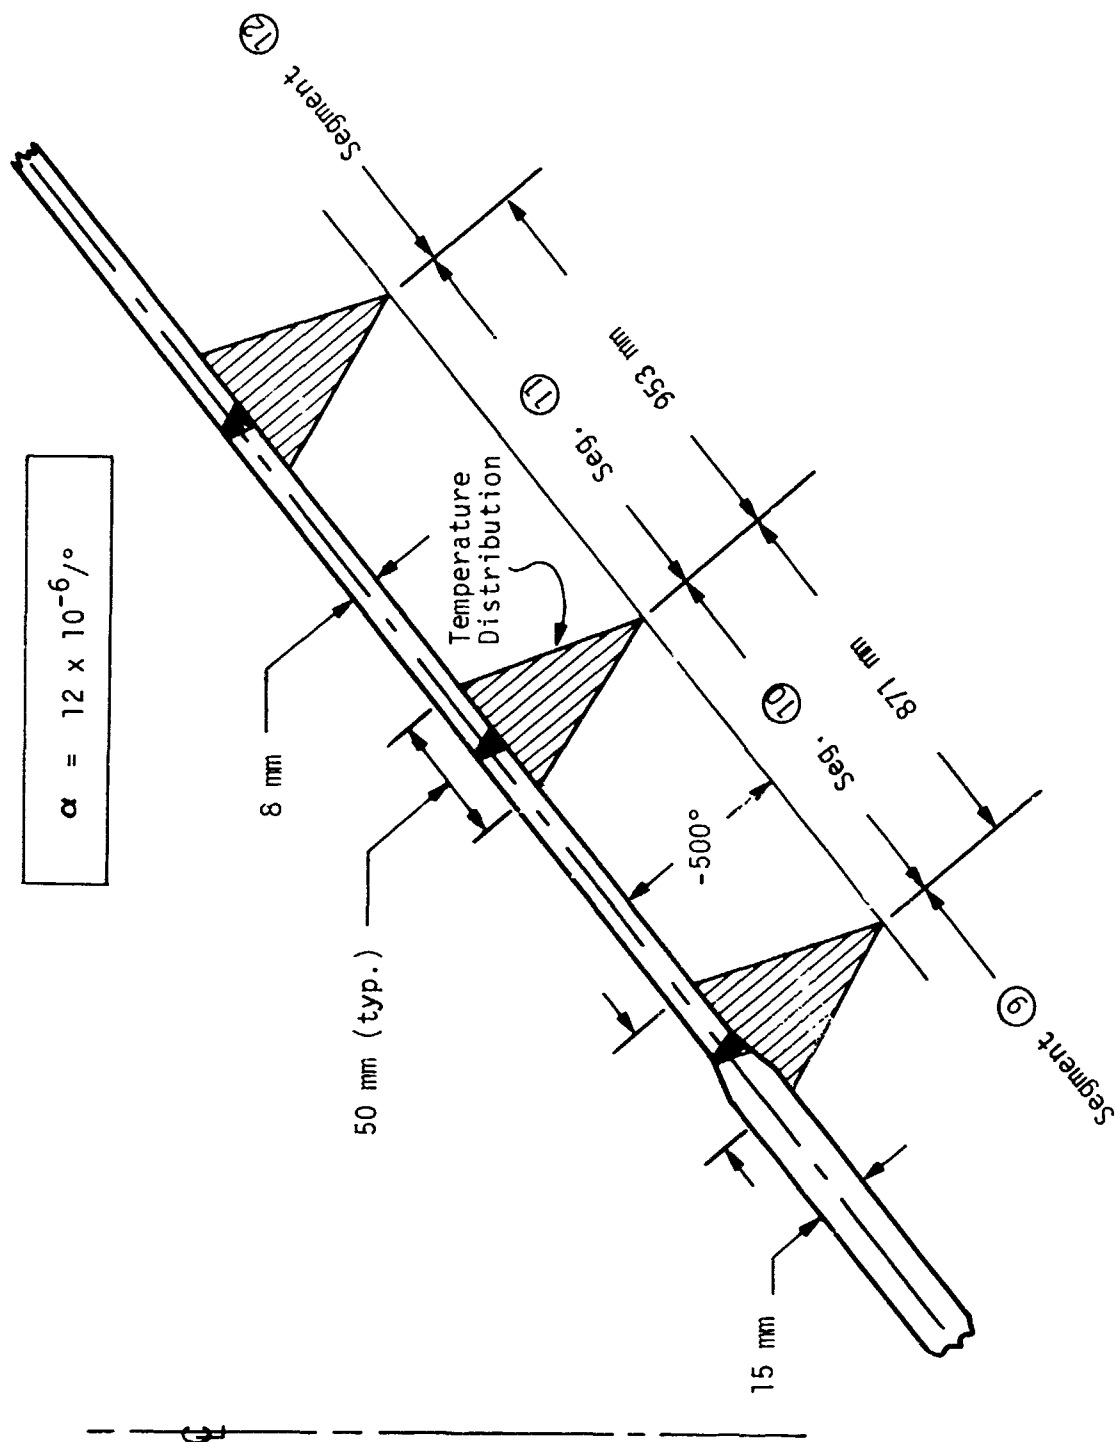 α = 12 x 10⁻⁶/°
Segment 12
953 mm
Seg. 11
Temperature
Distribution
8 mm
871 mm
Seg. 10
50 mm (typ.)
-500°
Segment 9
15 mm
℄